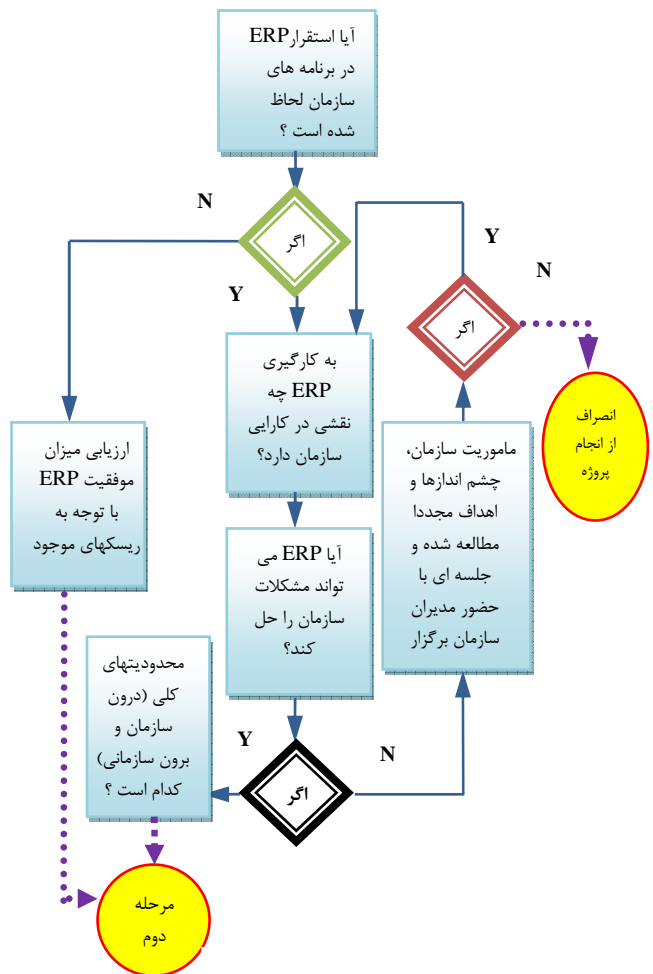 آیا استقرارERP
در برنامه های
سازمان لحاظ
شده است ؟
N
اگر
Y
Y
N
اگر
به کارگیری
ERP چه
نقشی در کارایی
سازمان دارد؟
انصراف
از انجام
پروژه
ارزیابی میزان
موفقیت ERP
با توجه به
ریسکهای موجود
ماموریت سازمان،
چشم اندازها و
اهداف مجددا
مطالعه شده و
جلسه ای با
حضور مدیران
سازمان برگزار
آیا ERP می
تواند مشکلات
سازمان را حل
کند؟
محدودیتهای
کلی (درون
سازمان و
برون سازمانی)
کدام است ؟
Y
N
اگر
مرحله
دوم